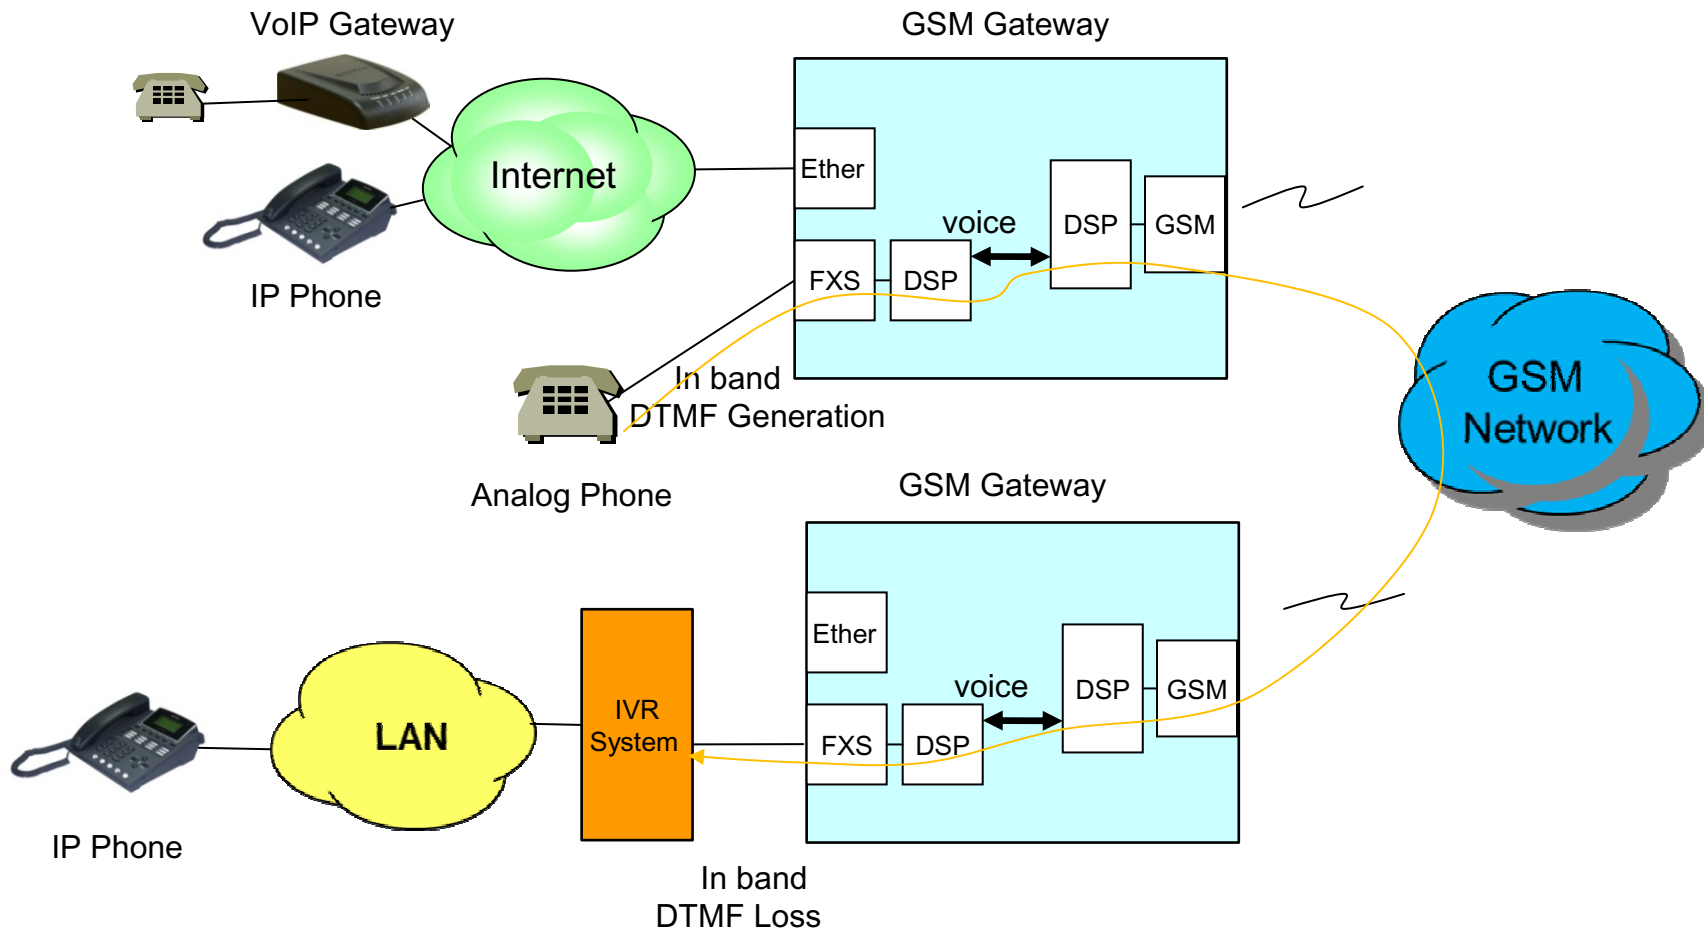 VoIP Gateway
GSM Gateway
Ether
Internet
voice
DSP
GSM
FXS
DSP
IP Phone
In band
DTMF Generation
GSM
Network
Analog Phone
GSM Gateway
Ether
voice
DSP
GSM
IVR
System
LAN
FXS
DSP
IP Phone
In band
DTMF Loss